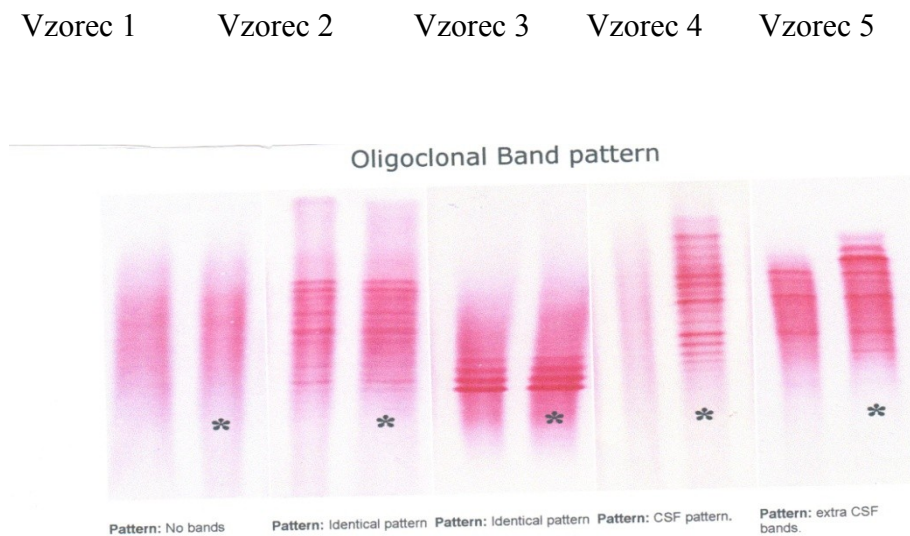 Vzorec 1 Vzorec 2 Vzorec 3 Vzorec 4 Vzorec 5
Oligoclonal Band pattern
* * * * *
Pattern: No bands
Pattern: Identical pattern
Pattern: Identical pattern
Pattern: CSF pattern.
Pattern: extra CSF
bands.